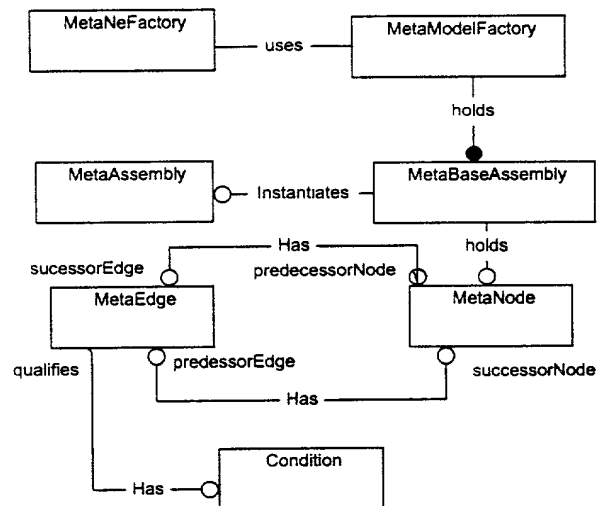 MetaNeFactory
uses
MetaModelFactory
holds
MetaAssembly
Instantiates
MetaBaseAssembly
Has
holds
sucessorEdge
predecessorNode
MetaEdge
MetaNode
qualifies
predessorEdge
successorNode
Has
Condition
Has